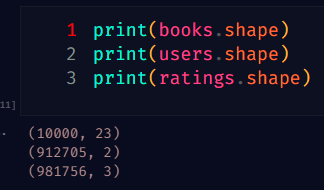 1 print(books.shape)
2 print(users.shape)
3 print(ratings.shape)
11]
(10000, 23)
(912705, 2)
(981756, 3)